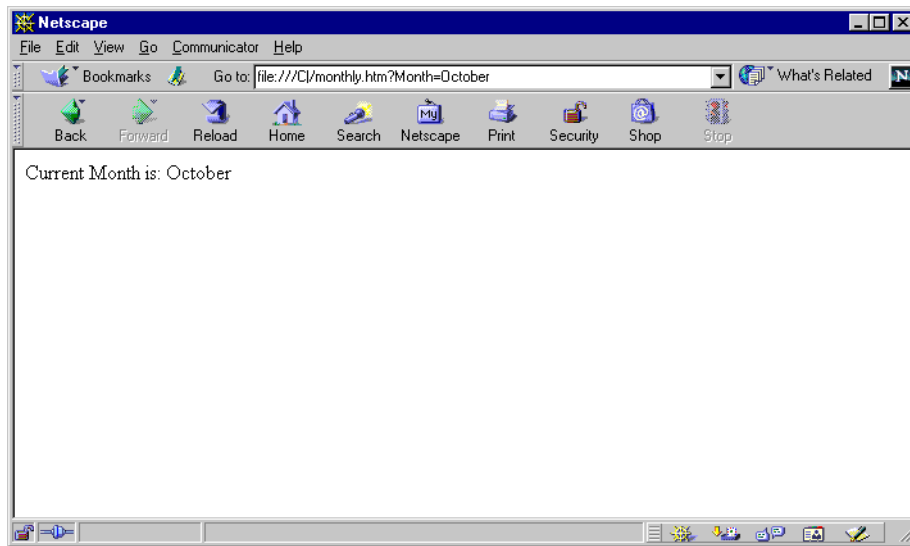 Netscape
File Edit View Go Communicator Help
Bookmarks Go to: file:///C|/monthly.htm?Month=October What's Related N
Back Forward Reload Home Search My Netscape Print Security Shop Stop
Current Month is: October